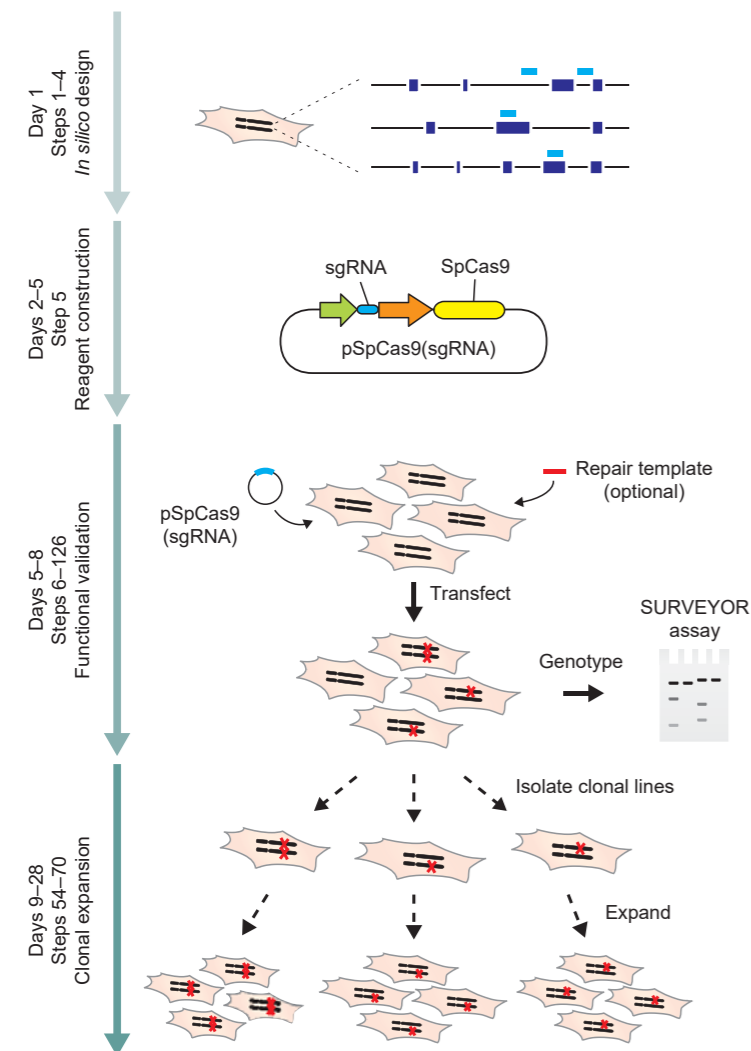 Day 1
Steps 1–4
In silico design
Days 2–5
Step 5
Reagent construction
sgRNA
SpCas9
pSpCas9(sgRNA)
Days 5–8
Steps 6–126
Functional validation
pSpCas9
(sgRNA)
Repair template
(optional)
Transfect
SURVEYOR
assay
Genotype
Days 9–28
Steps 54–70
Clonal expansion
Isolate clonal lines
Expand